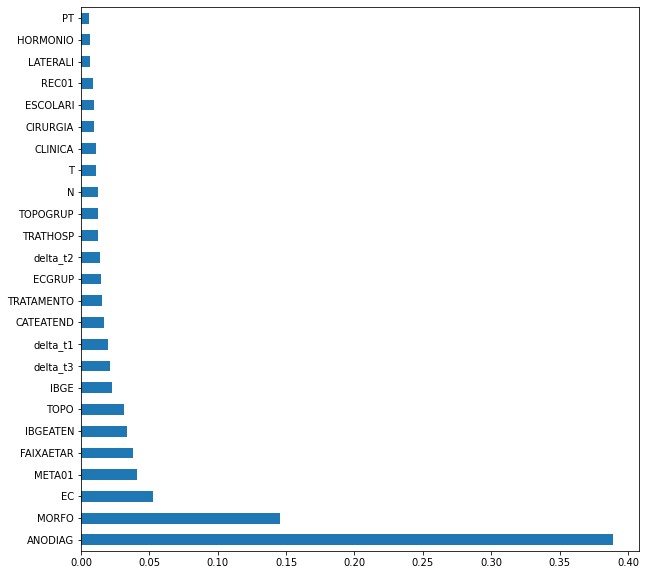 PT
HORMONIO
LATERALI
REC01
ESCOLARI
CIRURGIA
CLINICA
T
N
TOPOGRUP
TRATHOSP
delta_t2
ECGRUP
TRATAMENTO
CATEATEND
delta_t1
delta_t3
IBGE
TOPO
IBGEATEN
FAIXAETAR
META01
EC
MORFO
ANODIAG
0.00 0.05 0.10 0.15 0.20 0.25 0.30 0.35 0.40